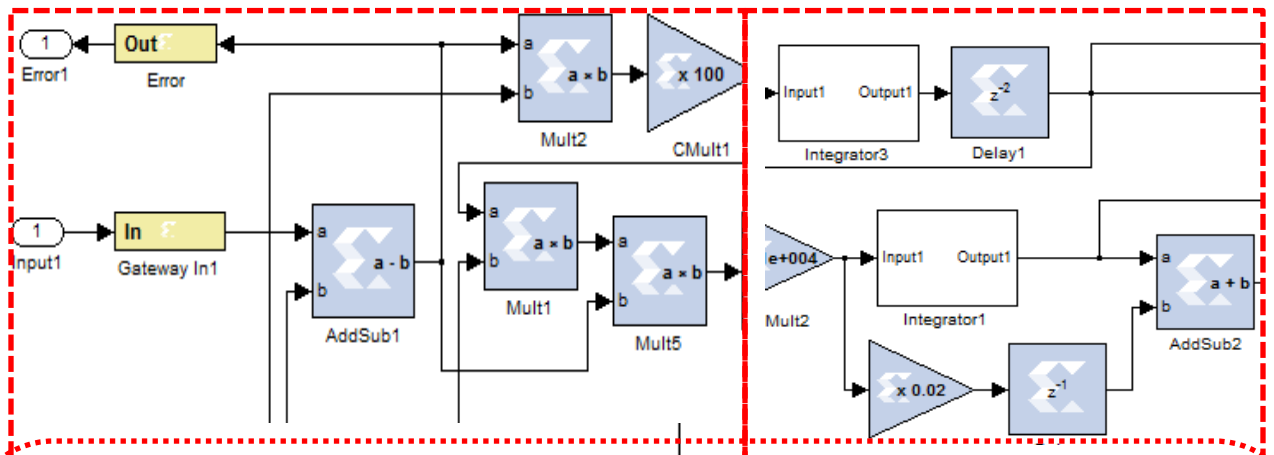 1
Error1
Out
Error
a
b
a × b
Mult2
x 100
CMult1
Input1
Output1
Integrator3
z-2
Delay1
1
Input1
In
Gateway In1
a
b
a - b
AddSub1
a
b
a × b
Mult1
a
b
a × b
Mult5
e+004
Mult2
Input1
Output1
Integrator1
a
b
a + b
AddSub2
x 0.02
z-1